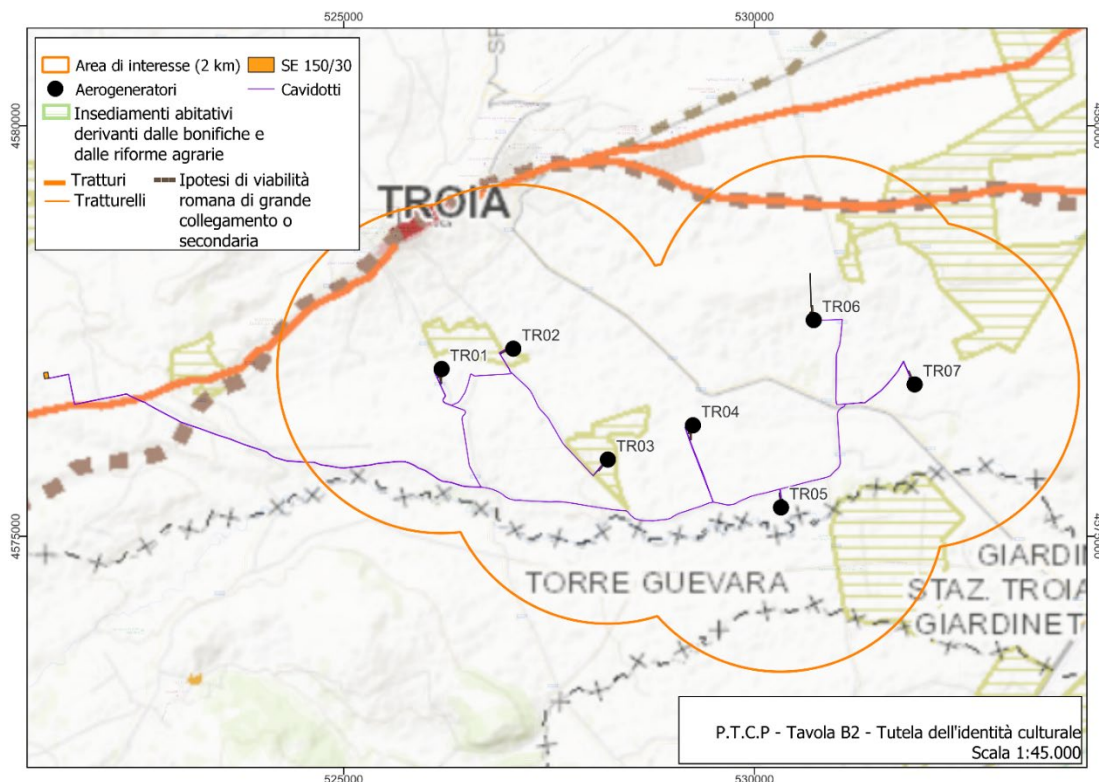 525000 530000
Area di interesse (2 km) SE 150/30
Aerogeneratori Cavidotti
Insediamenti abitativi
derivanti dalle bonifiche e
dalle riforme agrarie
Tratturi Ipotesi di viabilità
Tratturelli romana di grande
collegamento o
secondaria
4580000 4580000
TROIA
TR06
TR02
TR01
TR07
TR04
TR03
TR05
4575000 4575000
GIARDIN
TORRE GUEVARA
STAZ. TROIA
GIARDINET
P.T.C.P - Tavola B2 - Tutela dell'identità culturale
Scala 1:45.000
525000 530000